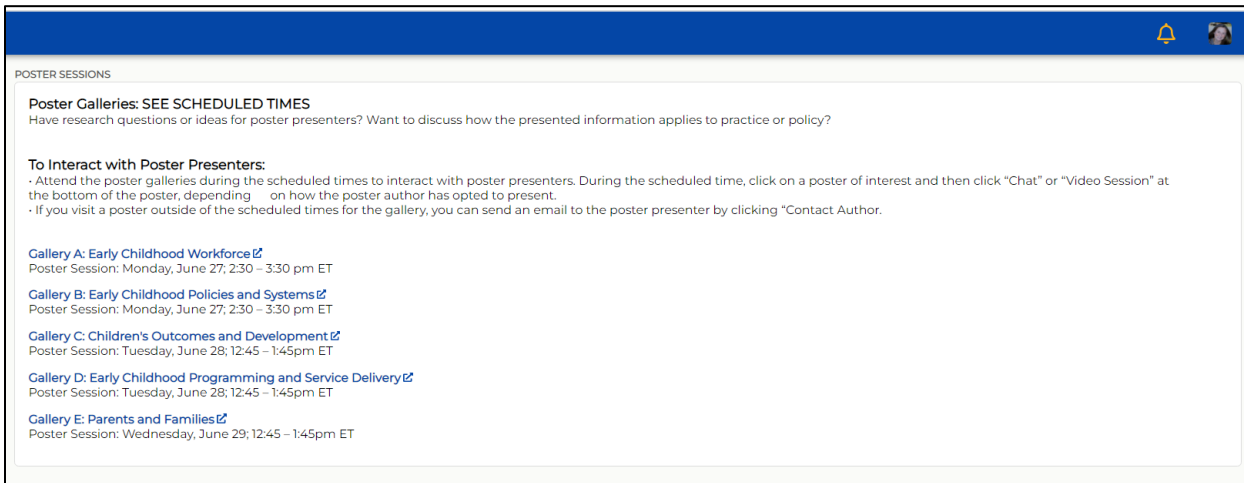 POSTER SESSIONS
Poster Galleries: SEE SCHEDULED TIMES
Have research questions or ideas for poster presenters? Want to discuss how the presented information applies to practice or policy?
To Interact with Poster Presenters:
• Attend the poster galleries during the scheduled times to interact with poster presenters. During the scheduled time, click on a poster of interest and then click “Chat” or “Video Session” at
the bottom of the poster, depending on how the poster author has opted to present.
• If you visit a poster outside of the scheduled times for the gallery, you can send an email to the poster presenter by clicking “Contact Author.
Gallery A: Early Childhood Workforce
Poster Session: Monday, June 27; 2:30 – 3:30 pm ET
Gallery B: Early Childhood Policies and Systems
Poster Session: Monday, June 27; 2:30 – 3:30 pm ET
Gallery C: Children's Outcomes and Development
Poster Session: Tuesday, June 28; 12:45 – 1:45pm ET
Gallery D: Early Childhood Programming and Service Delivery
Poster Session: Tuesday, June 28; 12:45 – 1:45pm ET
Gallery E: Parents and Families
Poster Session: Wednesday, June 29; 12:45 – 1:45pm ET